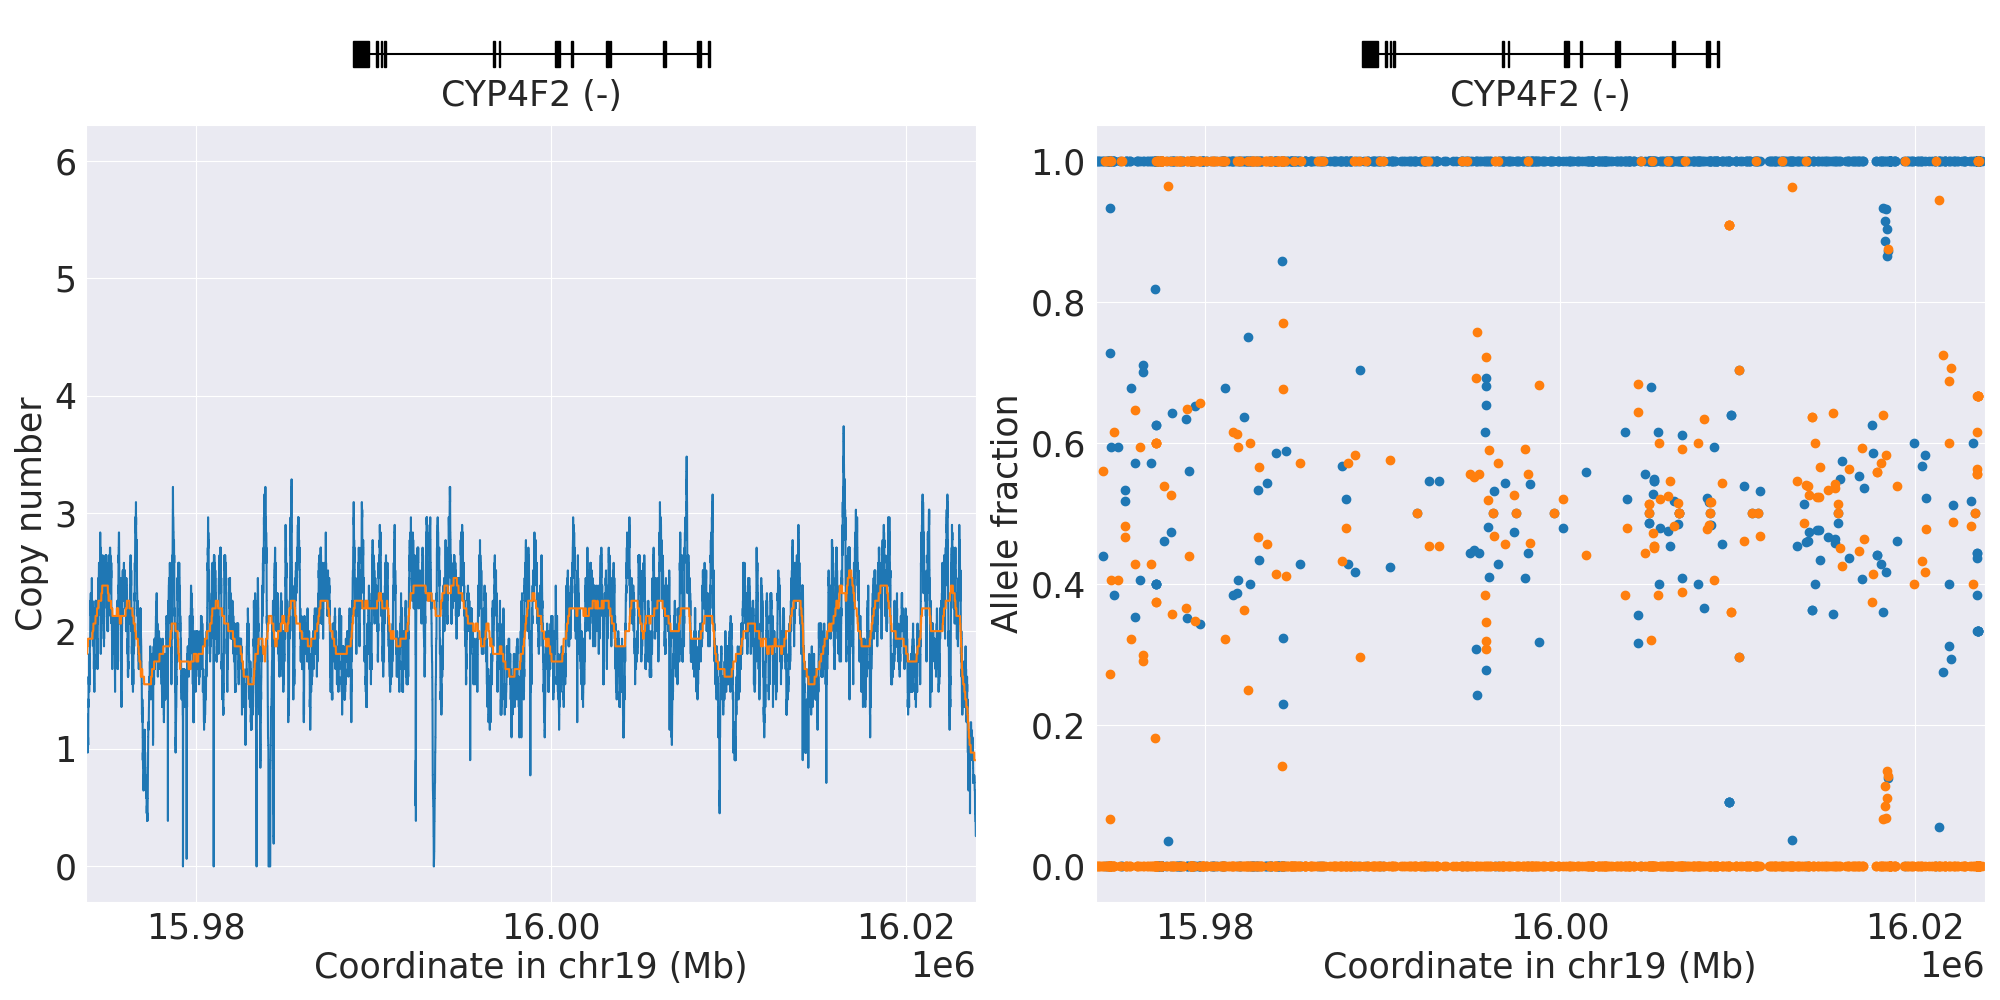 CYP4F2 (-)
6
5
4
3
2
1
0
Copy number
15.98
16.00
16.02
Coordinate in chr19 (Mb)
1e6
CYP4F2 (-)
1.0
0.8
0.6
0.4
0.2
0.0
Allele fraction
15.98
16.00
16.02
Coordinate in chr19 (Mb)
1e6